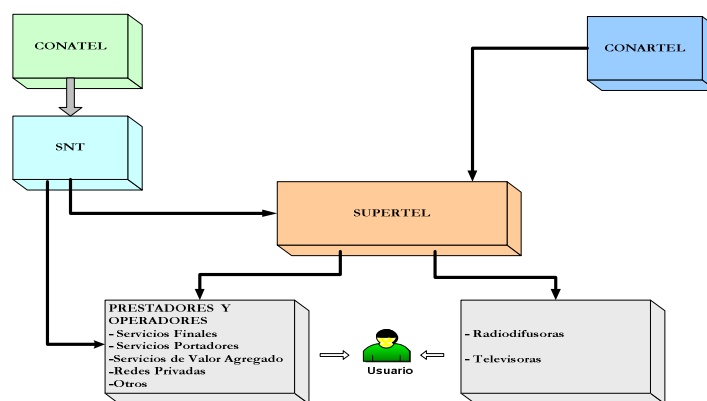 CONATEL
CONARTEL
SNT
SUPERTEL
PRESTADORES Y
OPERADORES
- Servicios Finales
- Servicios Portadores
-Servicios de Valor Agregado
-Redes Privadas
-Otros
Usuario
- Radiodifusoras
- Televisoras